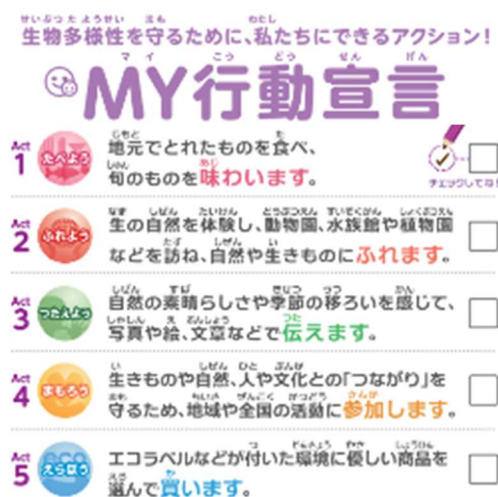 生物多様性を守るために、私たちにできるアクション!
MY行動宣言
Act 1 たべよう 地元でとれたものを食べ、
旬のものを味わいます。
チェックしてね!
Act 2 ふれよう 生の自然を体験し、動物園、水族館や植物園
などを訪ね、自然や生きものにふれます。
Act 3 つたえよう 自然の素晴らしさや季節の移ろいを感じて、
写真や絵、文章などで伝えます。
Act 4 まもろう 生きものや自然、人や文化との「つながり」を
守るため、地域や全国の活動に参加します。
Act 5 えらぼう エコラベルなどが付いた環境に優しい商品を
選んで買います。